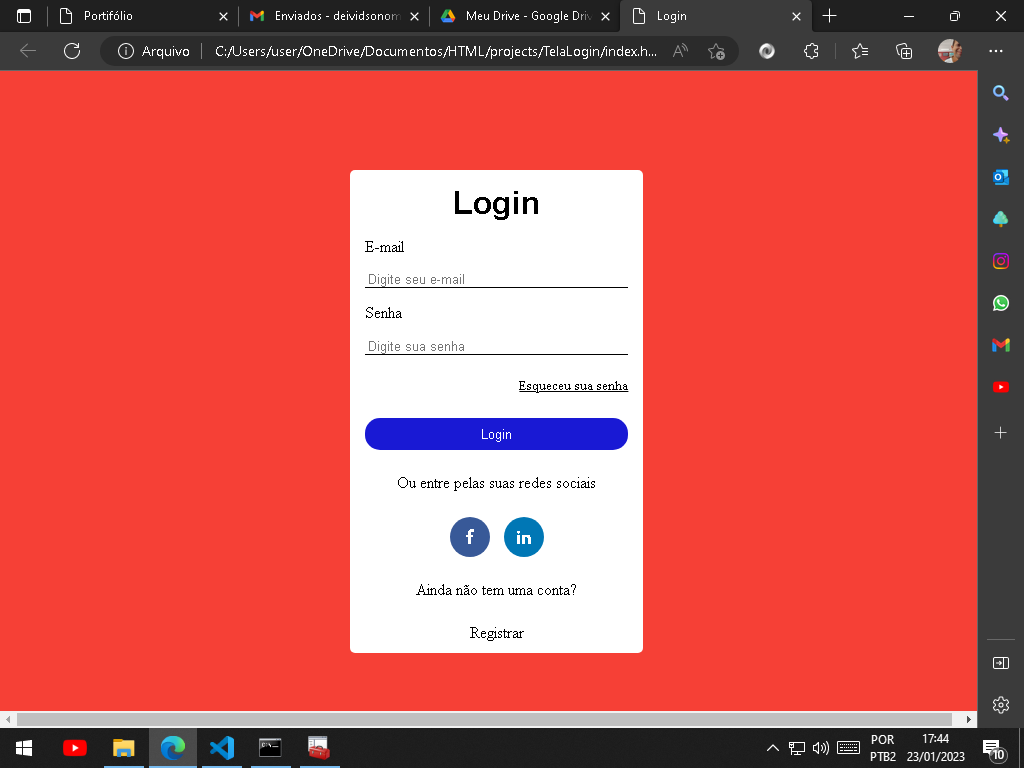 Portifólio
Enviados - deividsonom
Meu Drive - Google Driv
Login
Arquivo
C:/Users/user/OneDrive/Documentos/HTML/projects/TelaLogin/index.h...
Login
E-mail
Digite seu e-mail
Senha
Digite sua senha
Esqueceu sua senha
Login
Ou entre pelas suas redes sociais
f
in
Ainda não tem uma conta?
Registrar
POR
PTB2
17:44
23/01/2023
10